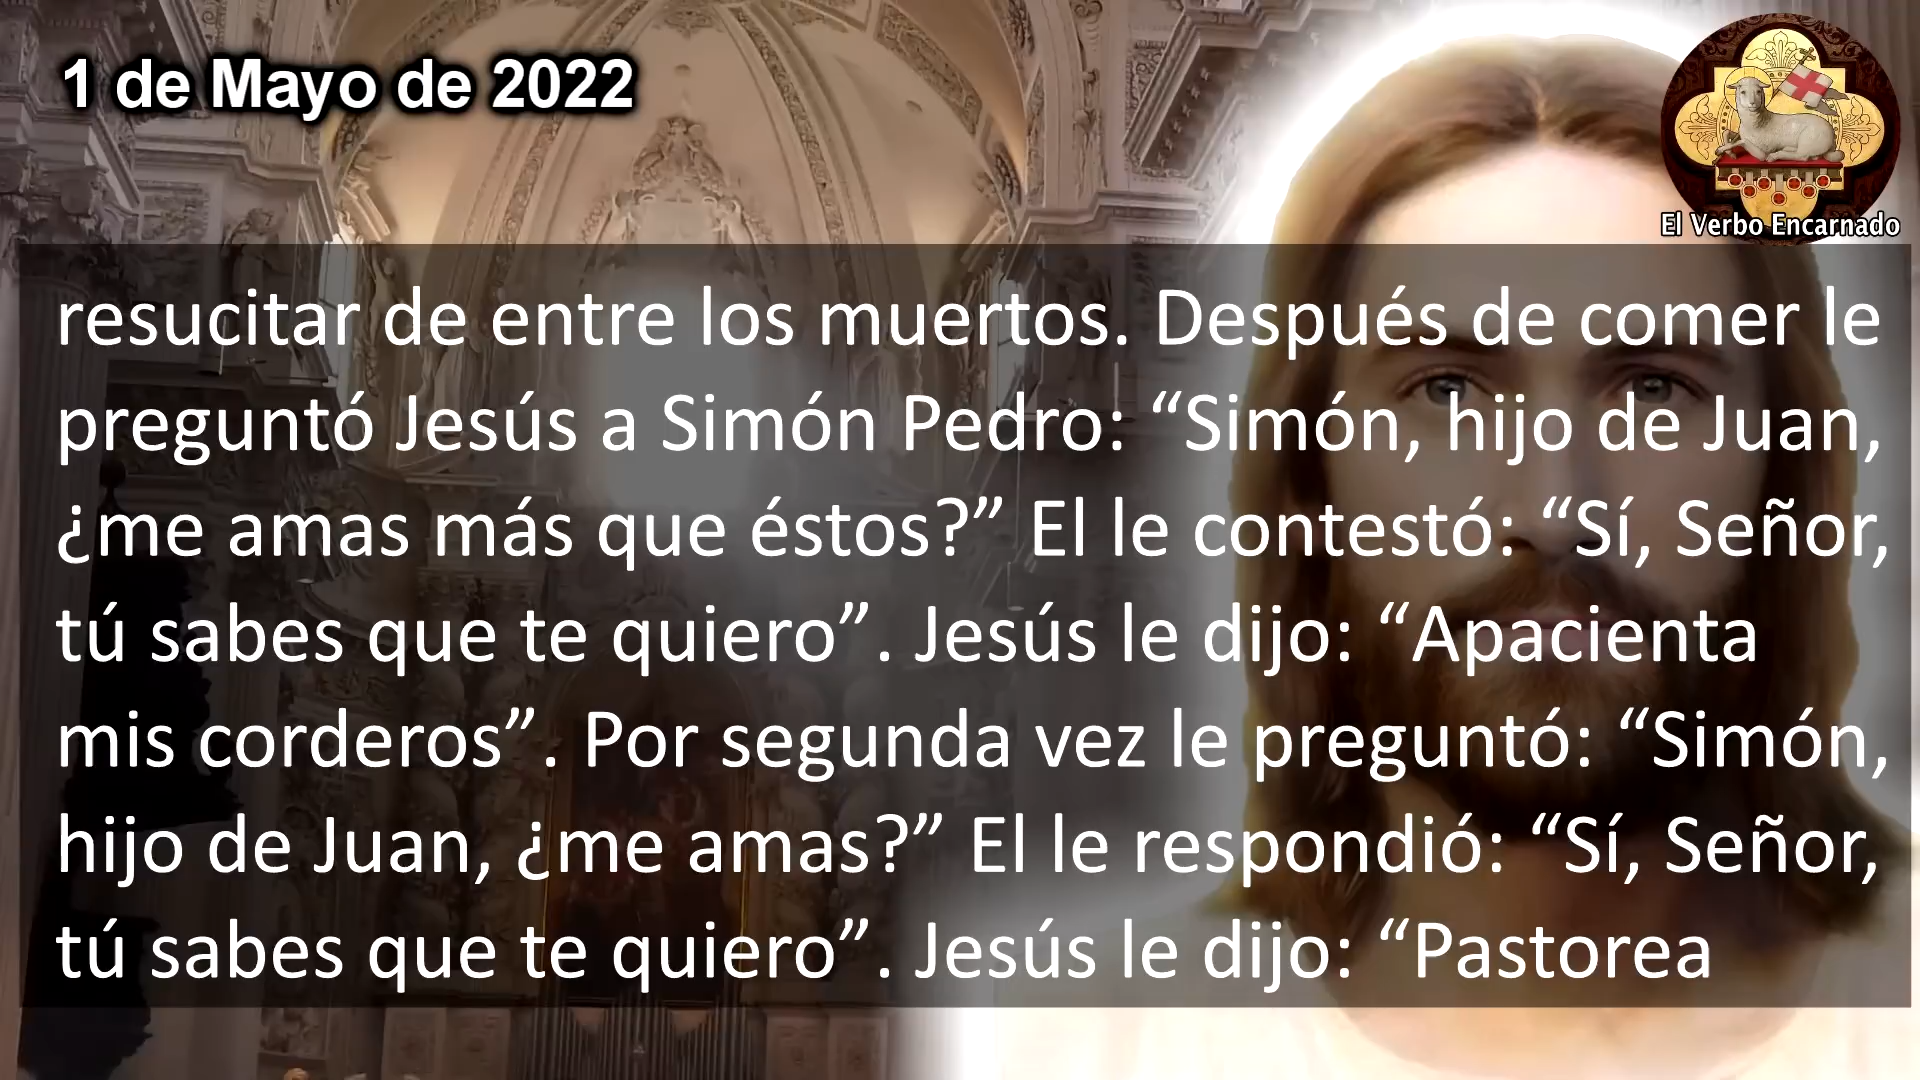 1 de Mayo de 2022
El Verbo Encarnado
resucitar de entre los muertos. Después de comer le
preguntó Jesús a Simón Pedro: “Simón, hijo de Juan,
¿me amas más que éstos?” El le contestó: “Sí, Señor,
tú sabes que te quiero”. Jesús le dijo: “Apacienta
mis corderos”. Por segunda vez le preguntó: “Simón,
hijo de Juan, ¿me amas?” El le respondió: “Sí, Señor,
tú sabes que te quiero”. Jesús le dijo: “Pastorea